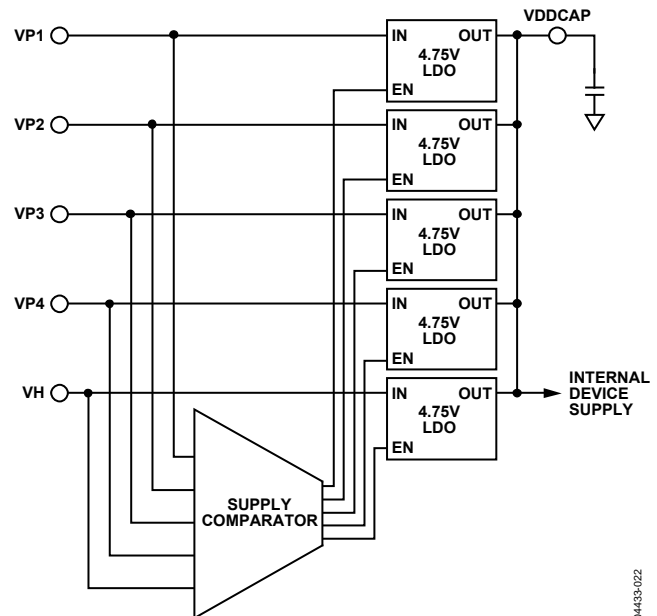 VDDCAP
VP1
IN OUT
4.75V
LDO
EN
VP2
IN OUT
4.75V
LDO
EN
VP3
IN OUT
4.75V
LDO
EN
VP4
IN OUT
4.75V
LDO
EN
VH
IN OUT
4.75V
LDO
EN
INTERNAL
DEVICE
SUPPLY
SUPPLY
COMPARATOR
04433-022